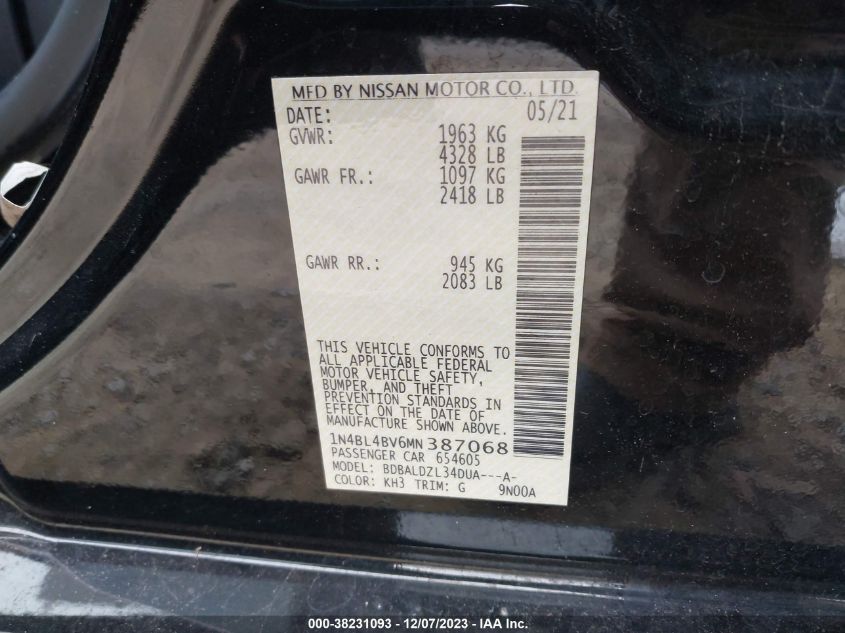 MFD BY NISSAN MOTOR CO., LTD.
DATE: 05/21
GVWR: 1963 KG
4328 LB
GAWR FR.: 1097 KG
2418 LB
GAWR RR.: 945 KG
2083 LB
THIS VEHICLE CONFORMS TO
ALL APPLICABLE FEDERAL
MOTOR VEHICLE SAFETY,
BUMPER, AND THEFT
PREVENTION STANDARDS IN
EFFECT ON THE DATE OF
MANUFACTURE SHOWN ABOVE.
1N4BL4BV6MN387068
PASSENGER CAR 654605
MODEL: BDBALDZL34DUA---A-
COLOR: KH3 TRIM: G 9N00A
000-38231093 - 12/07/2023 - IAAI.com